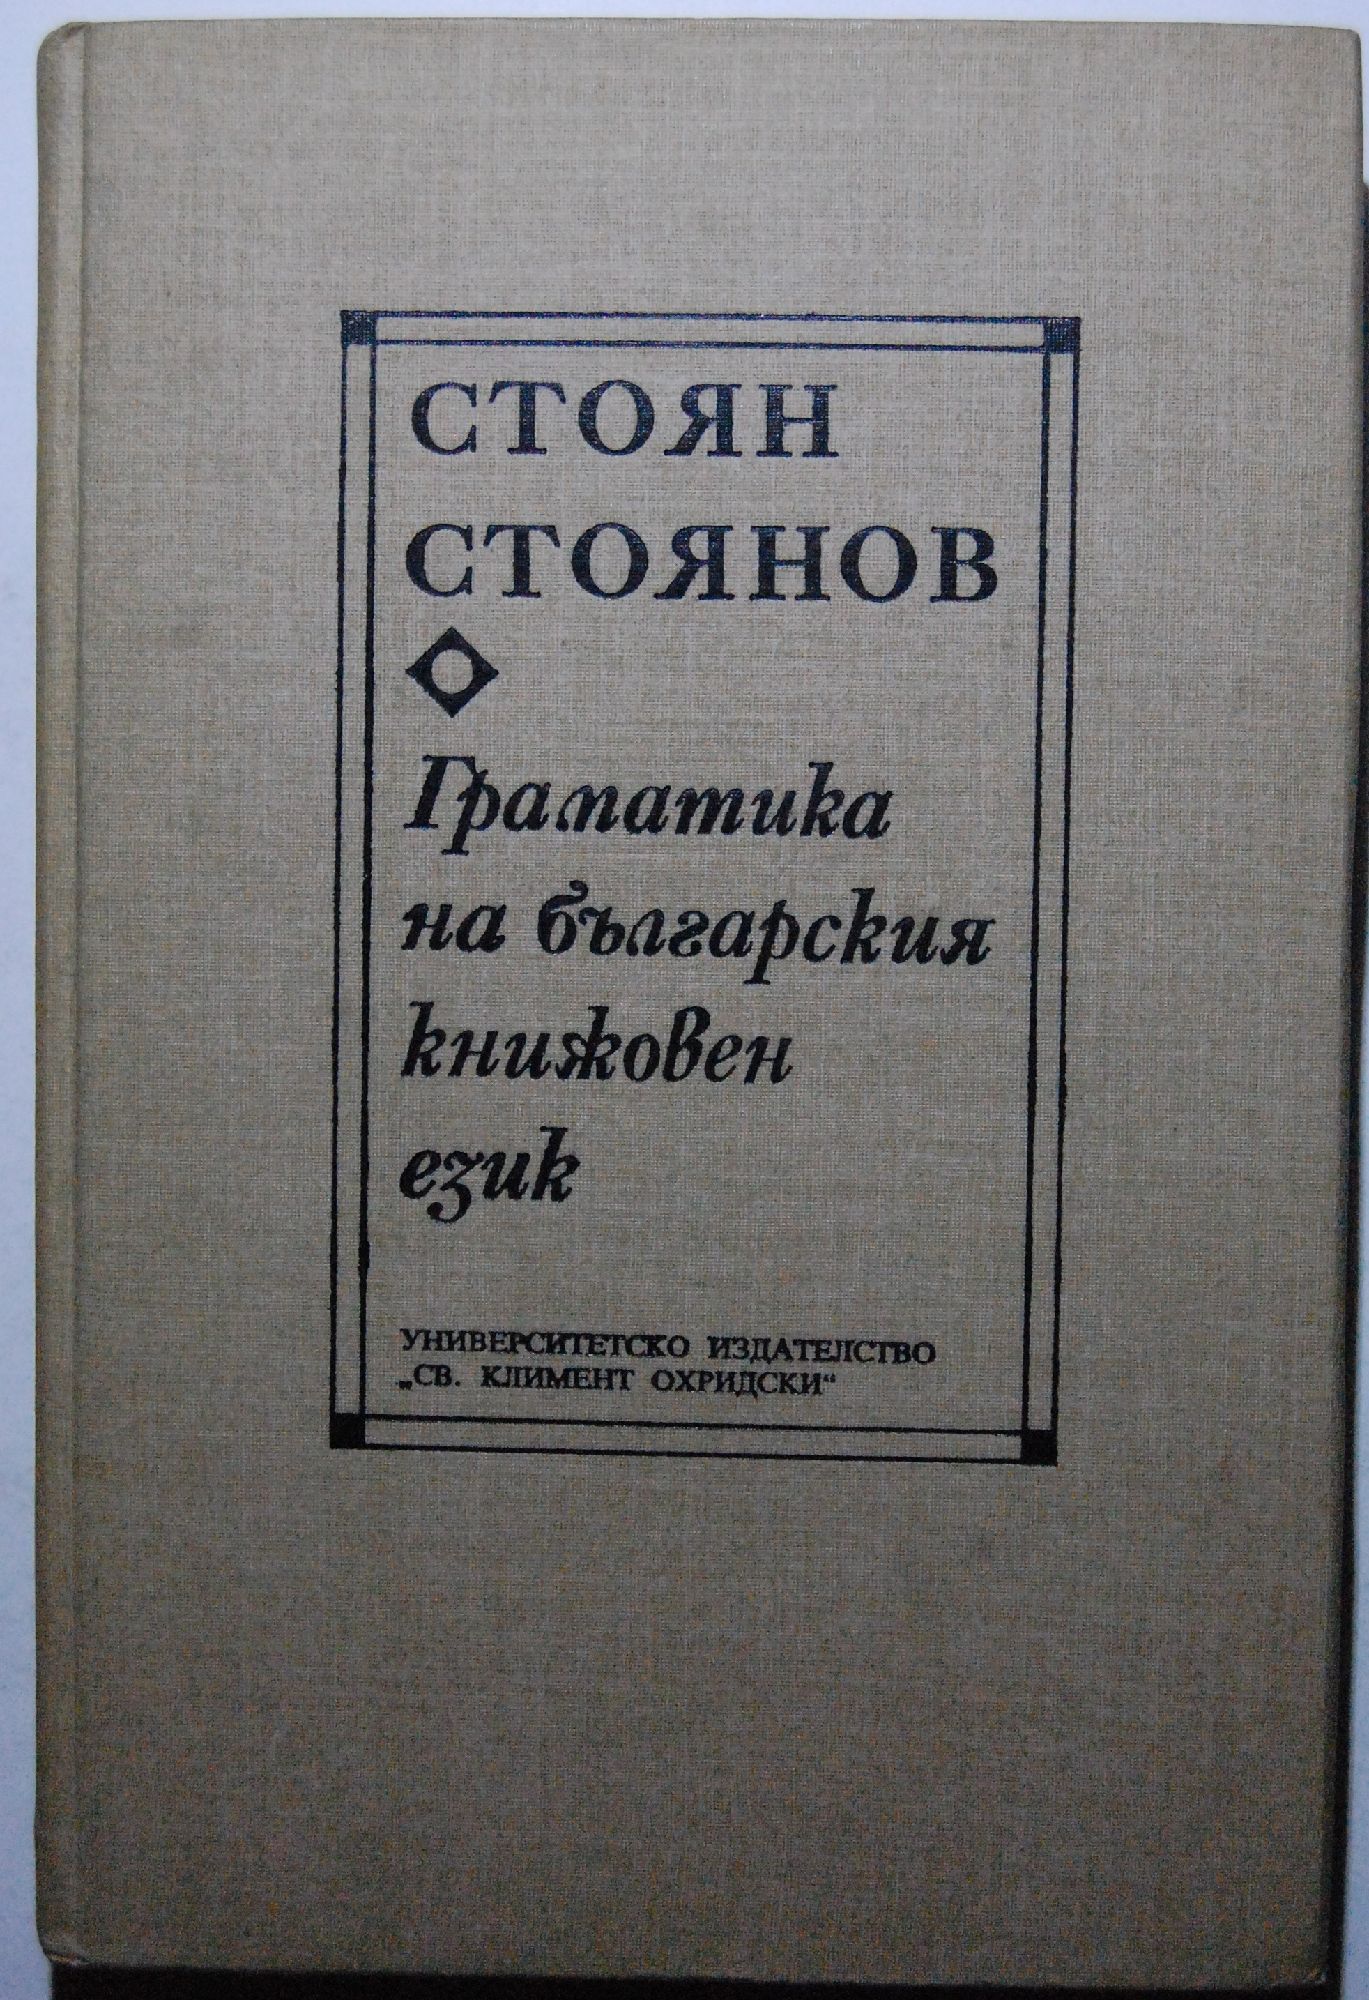 СТОЯН
СТОЯНОВ
Граматика
на българския
книжовен
език
УНИВЕРСИТЕТСКО ИЗДАТЕЛСТВО
„СВ. КЛИМЕНТ ОХРИДСКИ“